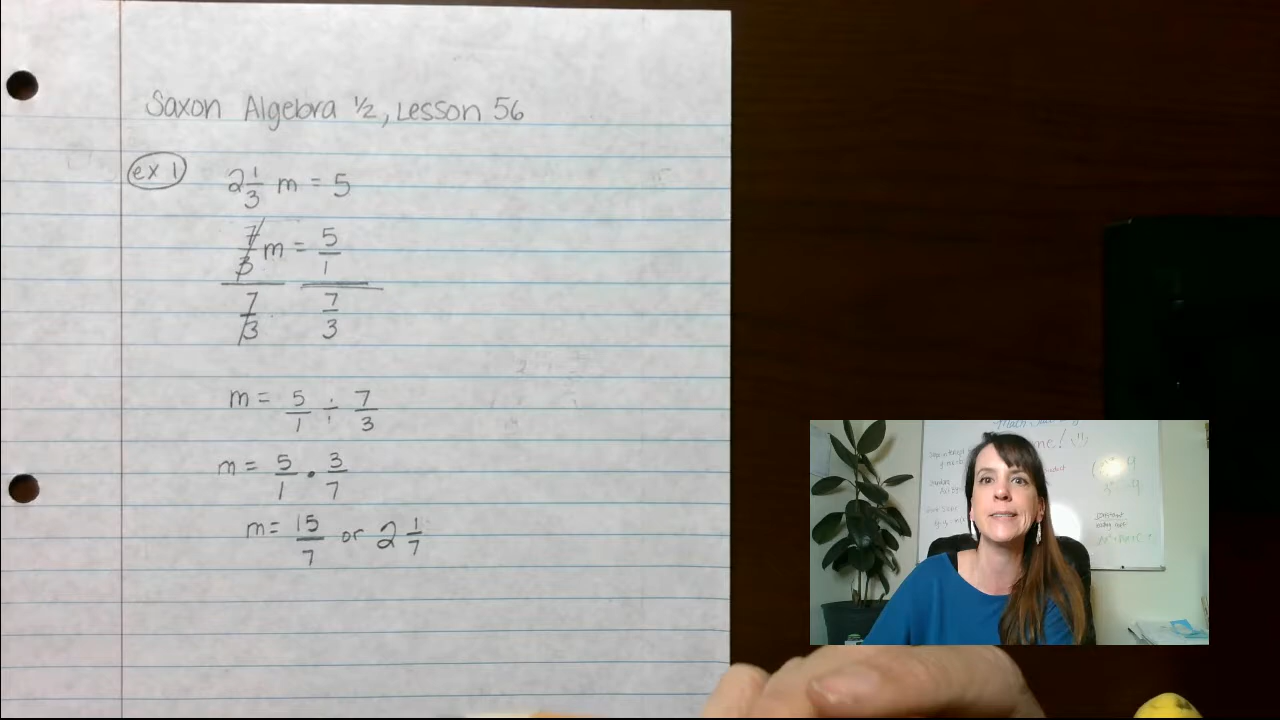 Saxon Algebra ½, Lesson 56
ex 1
2 1/3 m = 5
7/3 m = 5/1
7/3 7/3
m = 5/1 ÷ 7/3
m = 5/1 • 3/7
m = 15/7 or 2 1/7